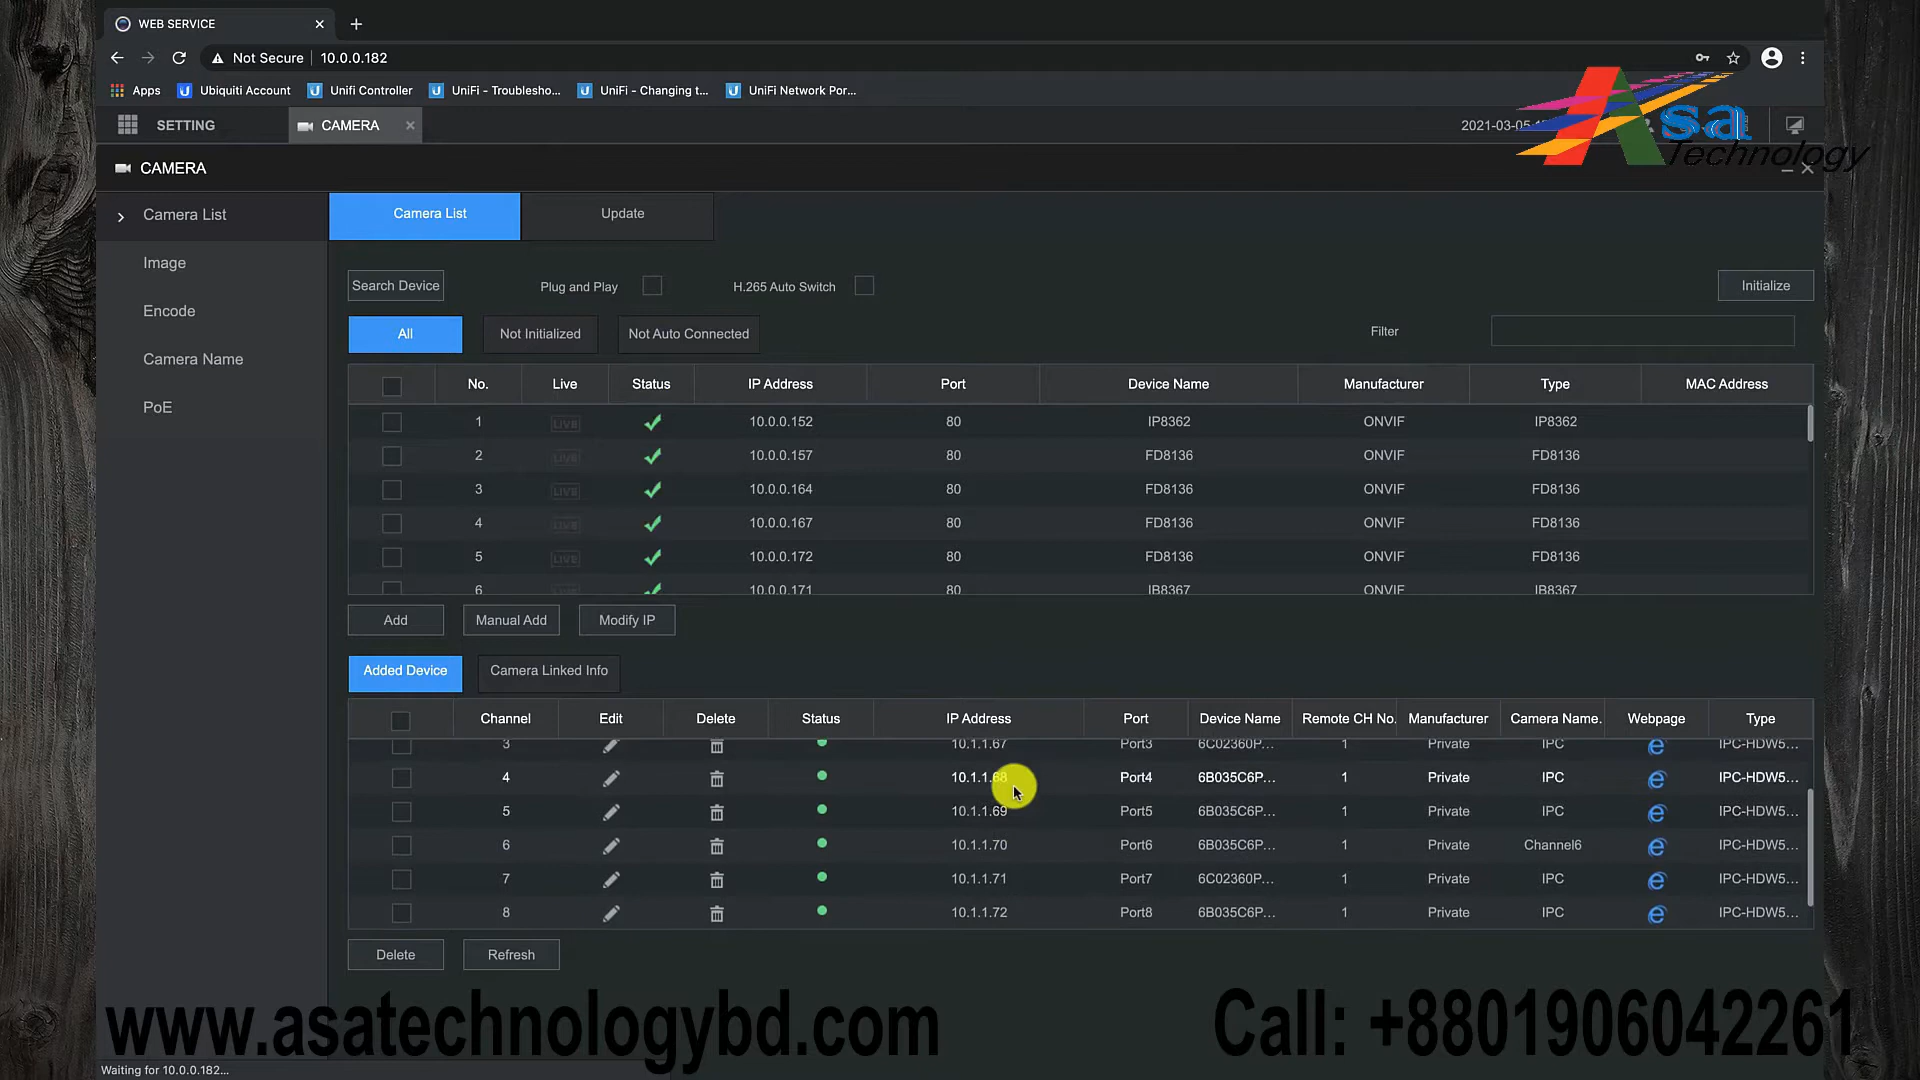 WEB SERVICE
Not Secure 10.0.0.182
Apps Ubiquiti Account Unifi Controller UniFi - Troublesho... UniFi - Changing t... UniFi Network Por...
SETTING CAMERA 2021-03-05
Asa
Technology
CAMERA
Camera List
Image
Encode
Camera Name
PoE
Camera List Update
Search Device Plug and Play H.265 Auto Switch Initialize
All Not Initialized Not Auto Connected Filter
No. Live Status IP Address Port Device Name Manufacturer Type MAC Address
1 LIVE 10.0.0.152 80 IP8362 ONVIF IP8362
2 LIVE 10.0.0.157 80 FD8136 ONVIF FD8136
3 LIVE 10.0.0.164 80 FD8136 ONVIF FD8136
4 LIVE 10.0.0.167 80 FD8136 ONVIF FD8136
5 LIVE 10.0.0.172 80 FD8136 ONVIF FD8136
6 10.0.0.171 80 IB8367 ONVIF IB8367
Add Manual Add Modify IP
Added Device Camera Linked Info
Channel Edit Delete Status IP Address Port Device Name Remote CH No. Manufacturer Camera Name. Webpage Type
3 10.1.1.67 Port3 6C02360P... 1 Private IPC IPC-HDW5...
4 10.1.1.68 Port4 6B035C6P... 1 Private IPC IPC-HDW5...
5 10.1.1.69 Port5 6B035C6P... 1 Private IPC IPC-HDW5...
6 10.1.1.70 Port6 6B035C6P... 1 Private Channel6 IPC-HDW5...
7 10.1.1.71 Port7 6C02360P... 1 Private IPC IPC-HDW5...
8 10.1.1.72 Port8 6B035C6P... 1 Private IPC IPC-HDW5...
Delete Refresh
www.asatechnologybd.com Call: +8801906042261
Waiting for 10.0.0.182...